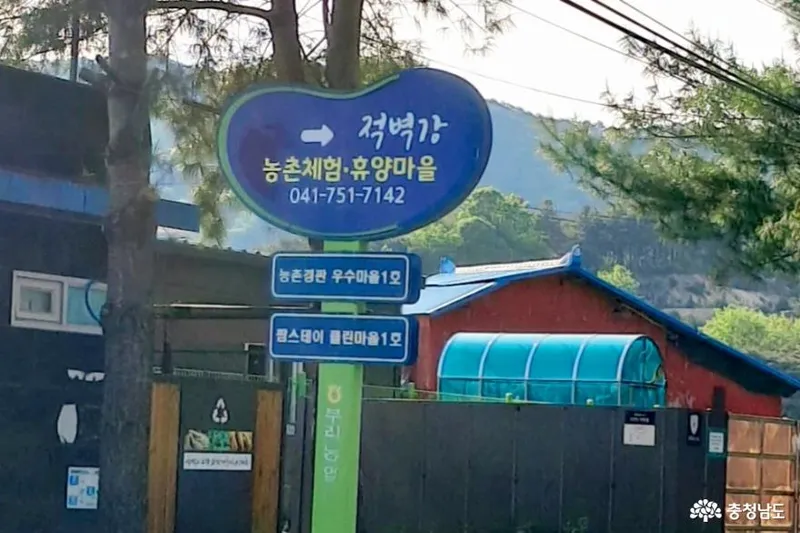 → 적벽강
농촌체험·휴양마을
041-751-7142
농촌경관 우수마을1호
팜스테이 클린마을1호
부리농협
충청남도